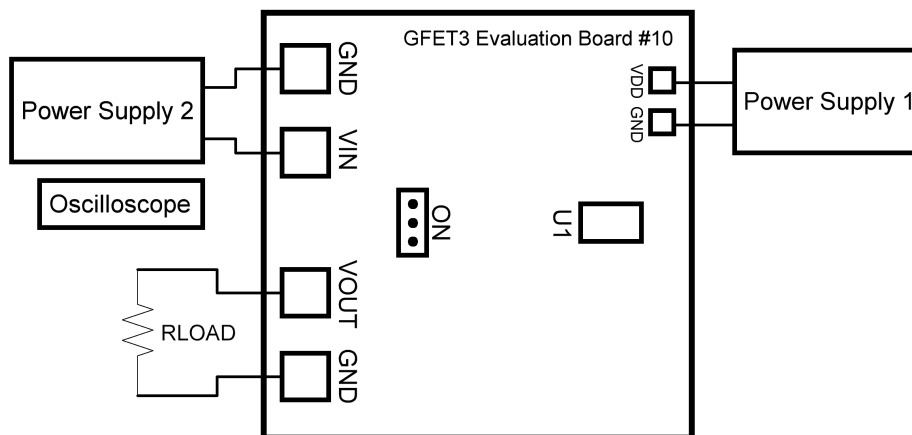 GFET3 Evaluation Board #10
GND
VDD
Power Supply 2
Power Supply 1
GND
VIN
Oscilloscope
ON
U1
VOUT
RLOAD
GND